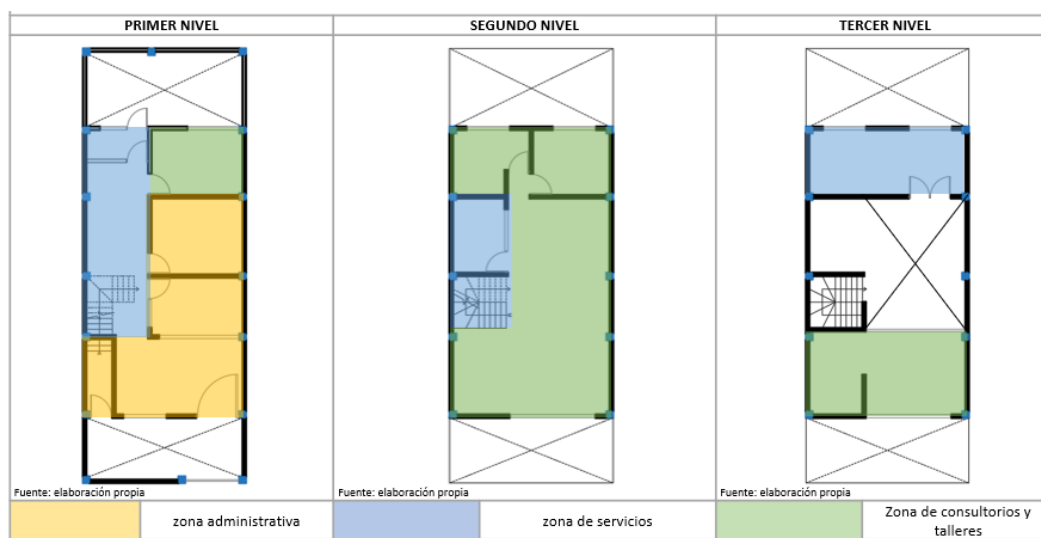 PRIMER NIVEL
SEGUNDO NIVEL
TERCER NIVEL
Fuente: elaboración propia
Fuente: elaboración propia
Fuente: elaboración propia
zona administrativa
zona de servicios
Zona de consultorios y
talleres